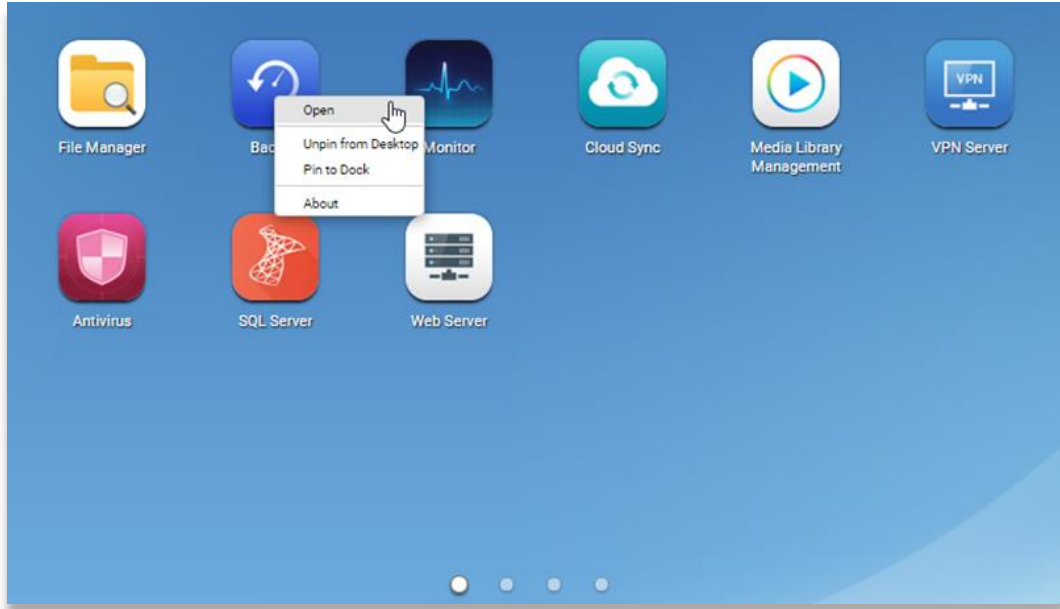 VPN
File Manager
Bac
Monitor
Cloud Sync
Media Library
Management
VPN Server
Open
Unpin from Desktop
Pin to Dock
About
Antivirus
SQL Server
Web Server